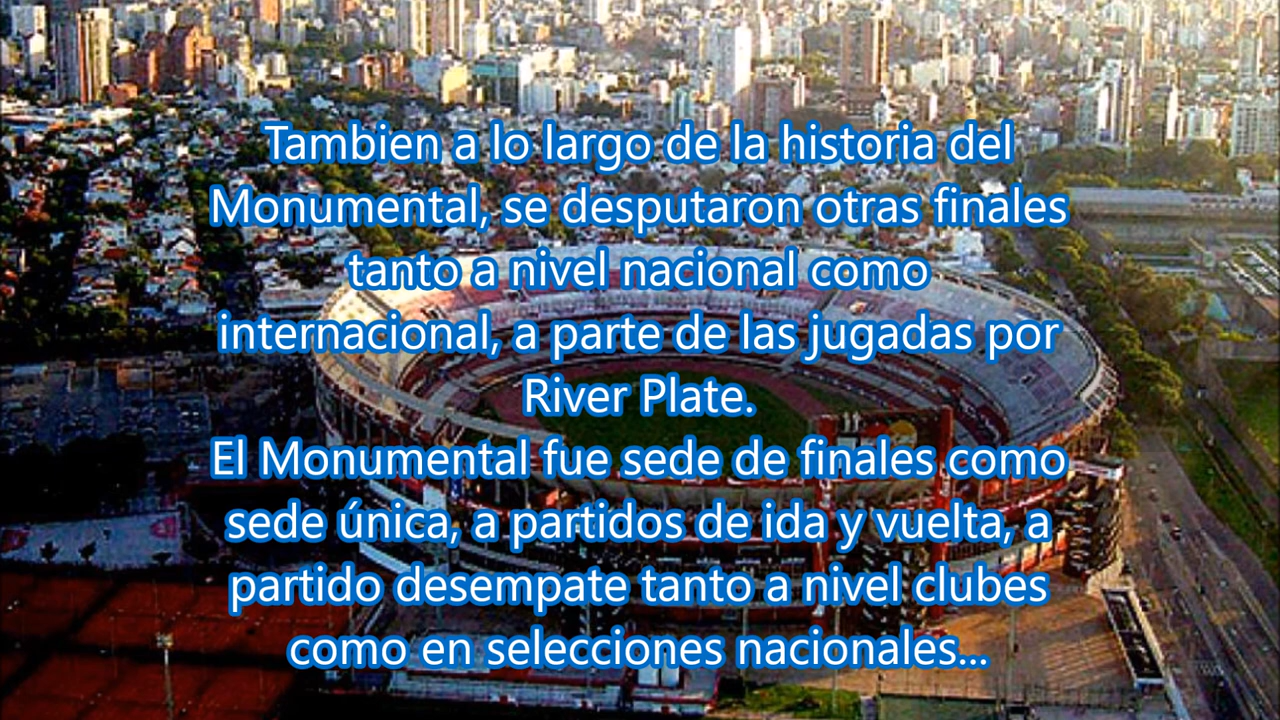 Tambien a lo largo de la historia del
Monumental, se desputaron otras finales
tanto a nivel nacional como
internacional, a parte de las jugadas por
River Plate.
El Monumental fue sede de finales como
sede única, a partidos de ida y vuelta, a
partido desempate tanto a nivel clubes
como en selecciones nacionales...